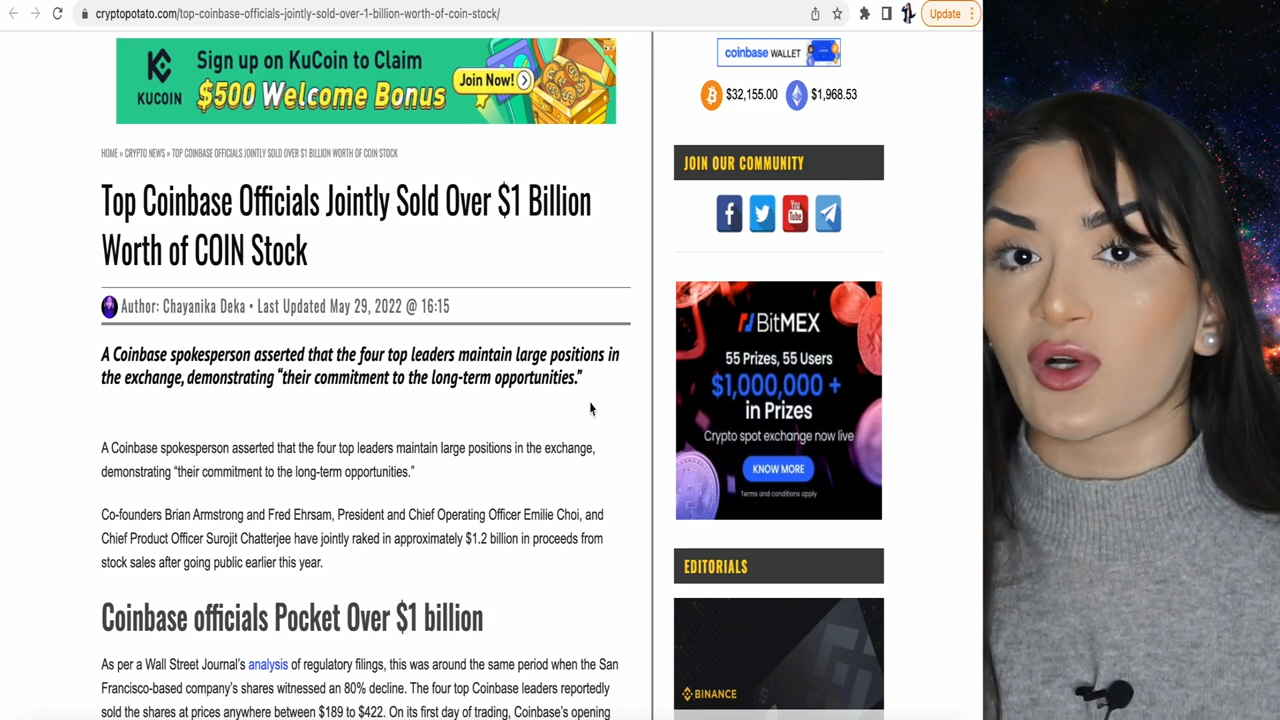 cryptopotato.com/top-coinbase-officials-jointly-sold-over-1-billion-worth-of-coin-stock/
Update
KUCOIN
Sign up on KuCoin to Claim
$500 Welcome Bonus
Join Now!
coinbase WALLET
$32,155.00
$1,968.53
HOME » CRYPTO NEWS » TOP COINBASE OFFICIALS JOINTLY SOLD OVER $1 BILLION WORTH OF COIN STOCK
Top Coinbase Officials Jointly Sold Over $1 Billion
Worth of COIN Stock
Author: Chayanika Deka • Last Updated May 29, 2022 @ 16:15
A Coinbase spokesperson asserted that the four top leaders maintain large positions in
the exchange, demonstrating “their commitment to the long-term opportunities.”
A Coinbase spokesperson asserted that the four top leaders maintain large positions in the exchange,
demonstrating “their commitment to the long-term opportunities.”
Co-founders Brian Armstrong and Fred Ehrsam, President and Chief Operating Officer Emilie Choi, and
Chief Product Officer Surojit Chatterjee have jointly raked in approximately $1.2 billion in proceeds from
stock sales after going public earlier this year.
Coinbase officials Pocket Over $1 billion
As per a Wall Street Journal’s analysis of regulatory filings, this was around the same period when the San
Francisco-based company’s shares witnessed an 80% decline. The four top Coinbase leaders reportedly
sold the shares at prices anywhere between $189 to $422. On its first day of trading, Coinbase’s opening
JOIN OUR COMMUNITY
You
Tube
BitMEX
55 Prizes, 55 Users
$1,000,000 +
in Prizes
Crypto spot exchange now live
KNOW MORE
Terms and conditions apply
EDITORIALS
BINANCE